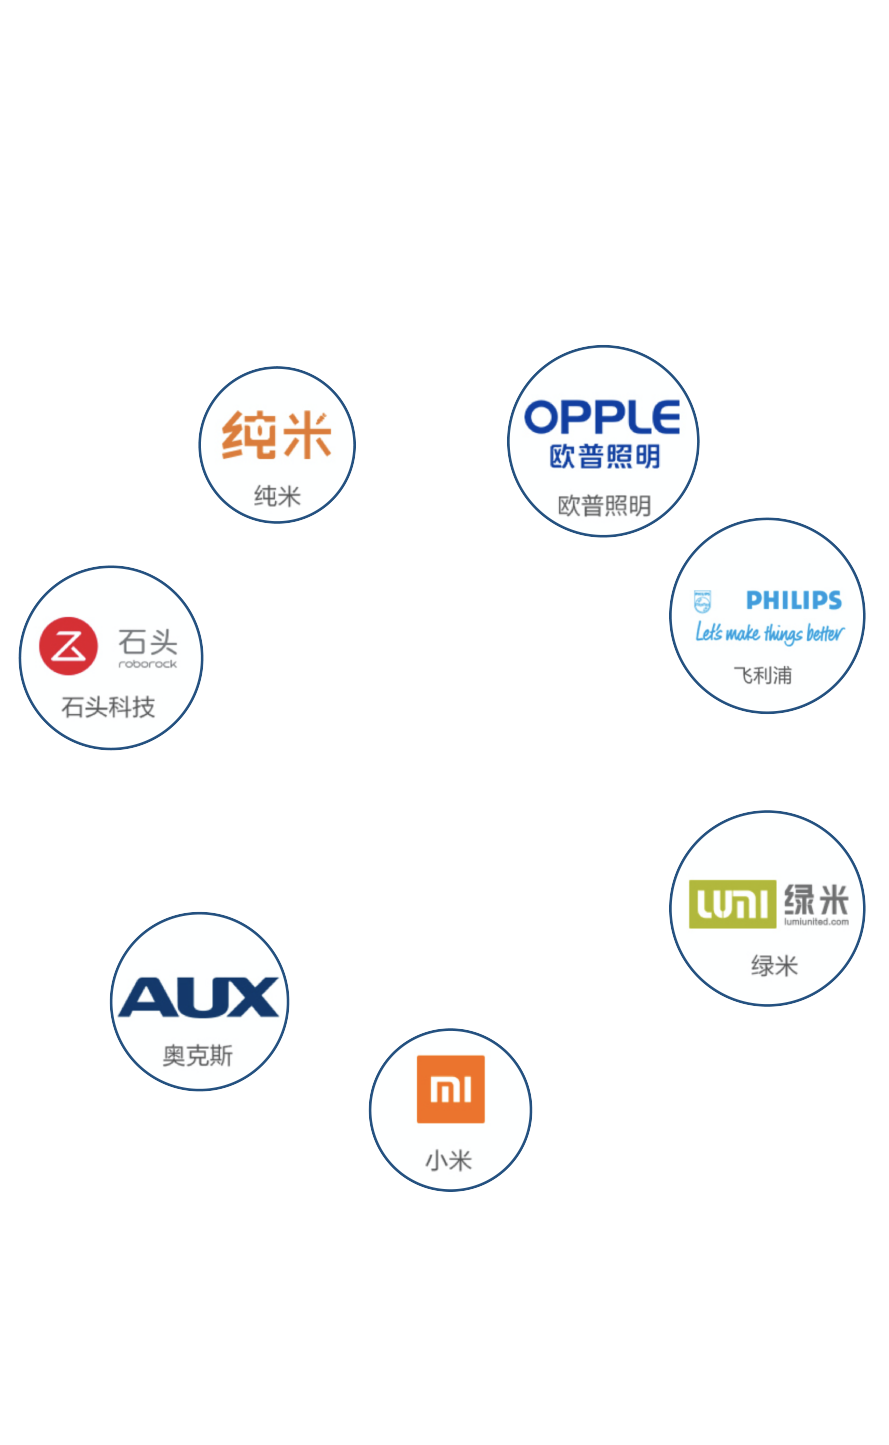 纯米
纯米
OPPLE
欧普照明
欧普照明
PHILIPS
PHILIPS
Let's make things better
飞利浦
石头
roborock
石头科技
LUMI 绿米
lumiunited.com
绿米
AUX
奥克斯
mi
小米